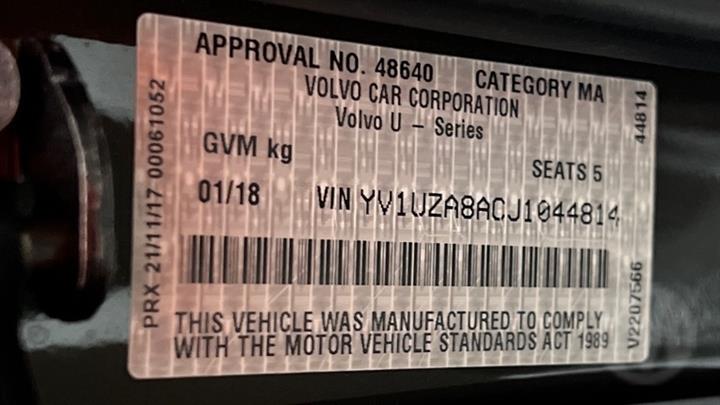 APPROVAL NO. 48640 CATEGORY MA
VOLVO CAR CORPORATION
Volvo U - Series
GVM kg
SEATS 5
01/18 VIN YV1UZA8ACJ1044814
THIS VEHICLE WAS MANUFACTURED TO COMPLY
WITH THE MOTOR VEHICLE STANDARDS ACT 1989
PRX 21/11/17 00061052
V2207566 44814